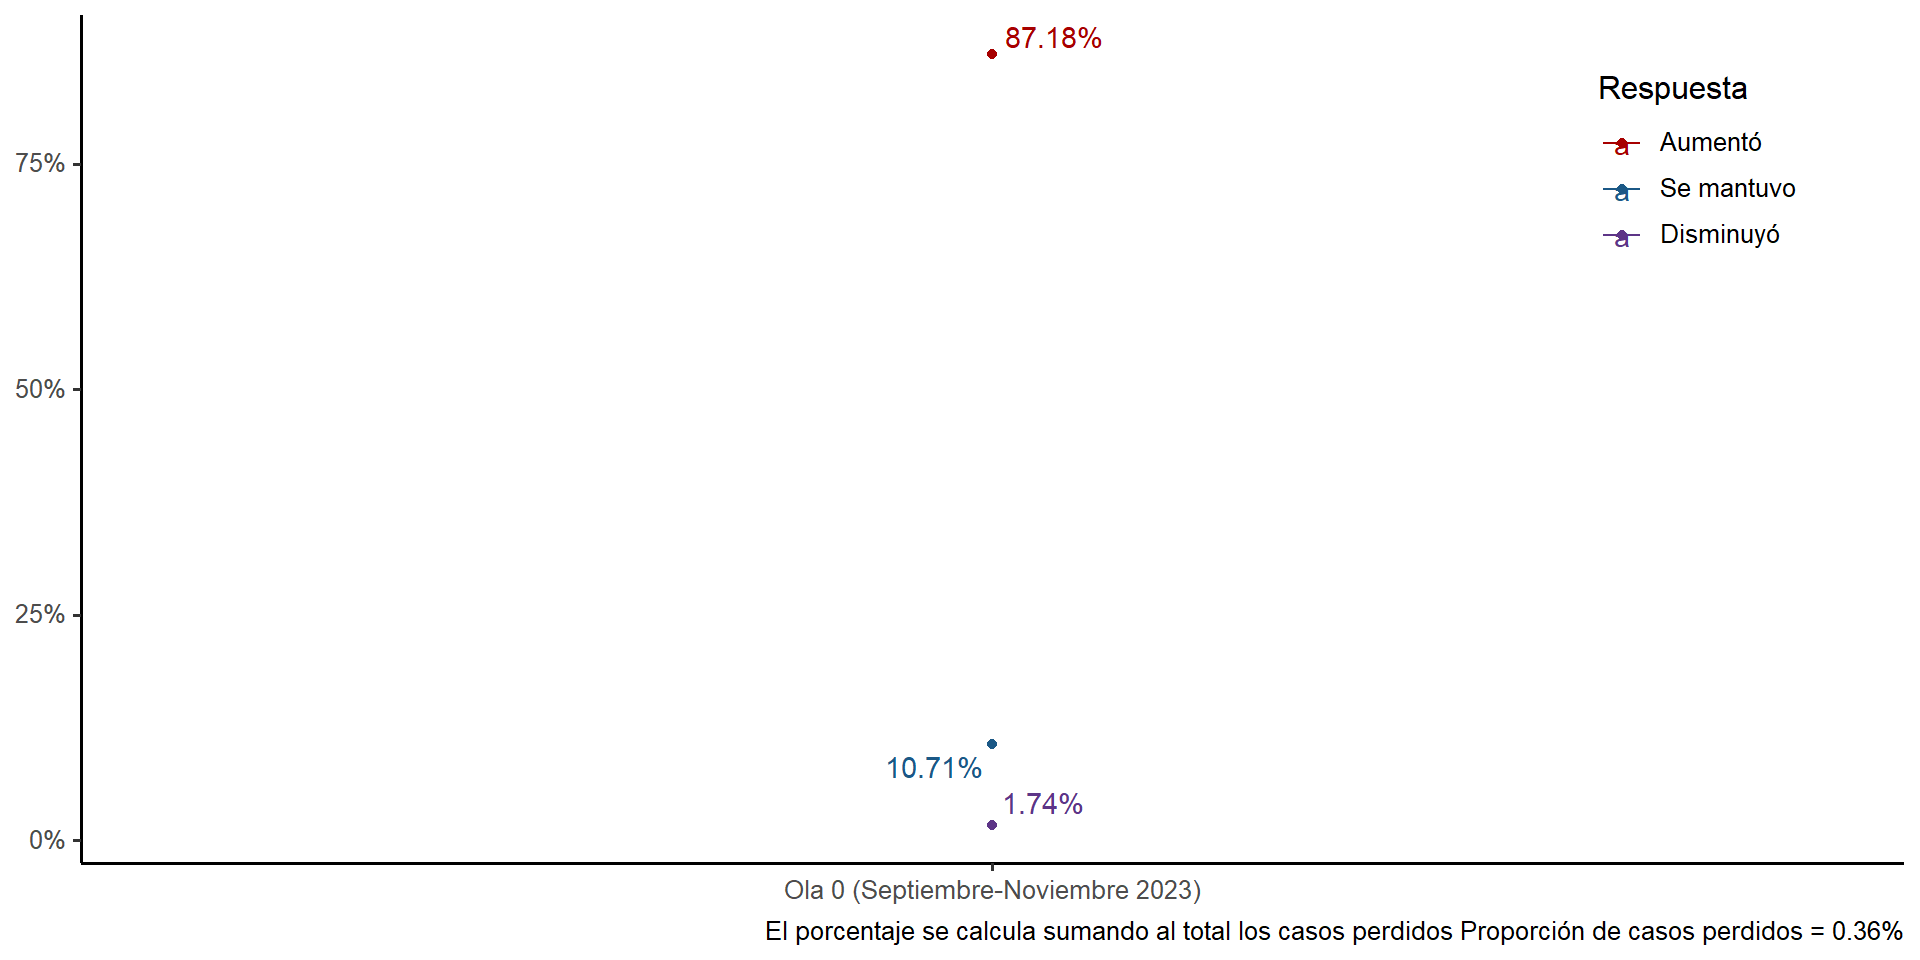 87.18%
Respuesta
a Aumentó
a Se mantuvo
a Disminuyó
75%
50%
25%
10.71%
1.74%
0%
Ola 0 (Septiembre-Noviembre 2023)
El porcentaje se calcula sumando al total los casos perdidos Proporción de casos perdidos = 0.36%